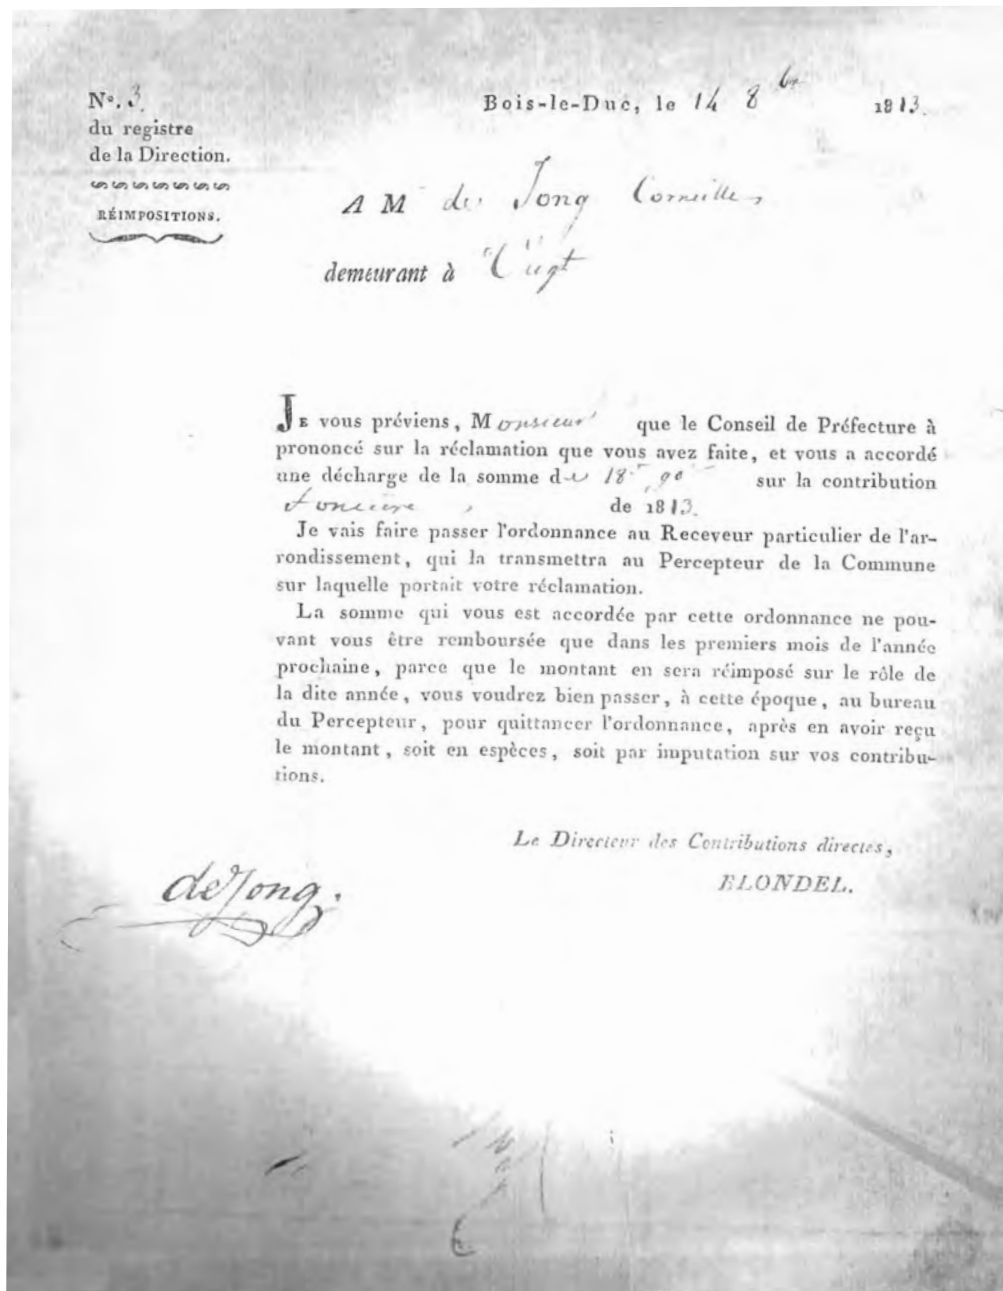 N°. 3.
du registre
de la Direction.
RÉIMPOSITIONS.
Bois-le-Duc, le 14 8br 1813.
A M de Jong Corneille,
demeurant à Vugt
JE vous préviens, Monsieur que le Conseil de Préfecture à
prononcé sur la réclamation que vous avez faite, et vous a accordé
une décharge de la somme de 18 90 sur la contribution
foncière, de 1813.
Je vais faire passer l'ordonnance au Receveur particulier de l'ar-
rondissement, qui la transmettra au Percepteur de la Commune
sur laquelle portait votre réclamation.
La somme qui vous est accordée par cette ordonnance ne pou-
vant vous être remboursée que dans les premiers mois de l'année
prochaine, parce que le montant en sera réimposé sur le rôle de
la dite année, vous voudrez bien passer, à cette époque, au bureau
du Percepteur, pour quittancer l'ordonnance, après en avoir reçu
le montant, soit en espèces, soit par imputation sur vos contribu-
tions.
Le Directeur des Contributions directes,
BLONDEL.
de Jong.